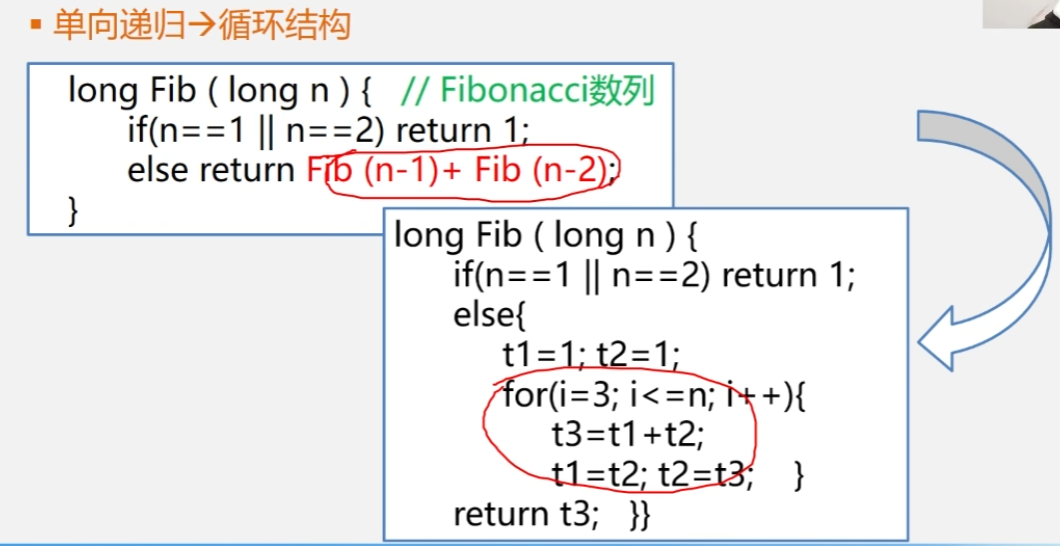 ▪ 单向递归→循环结构
long Fib ( long n ) { // Fibonacci数列
if(n==1 || n==2) return 1;
else return Fib (n-1)+ Fib (n-2);
}
long Fib ( long n ) {
if(n==1 || n==2) return 1;
else{
t1=1; t2=1;
for(i=3; i<=n; i++){
t3=t1+t2;
t1=t2; t2=t3; }
return t3; }}